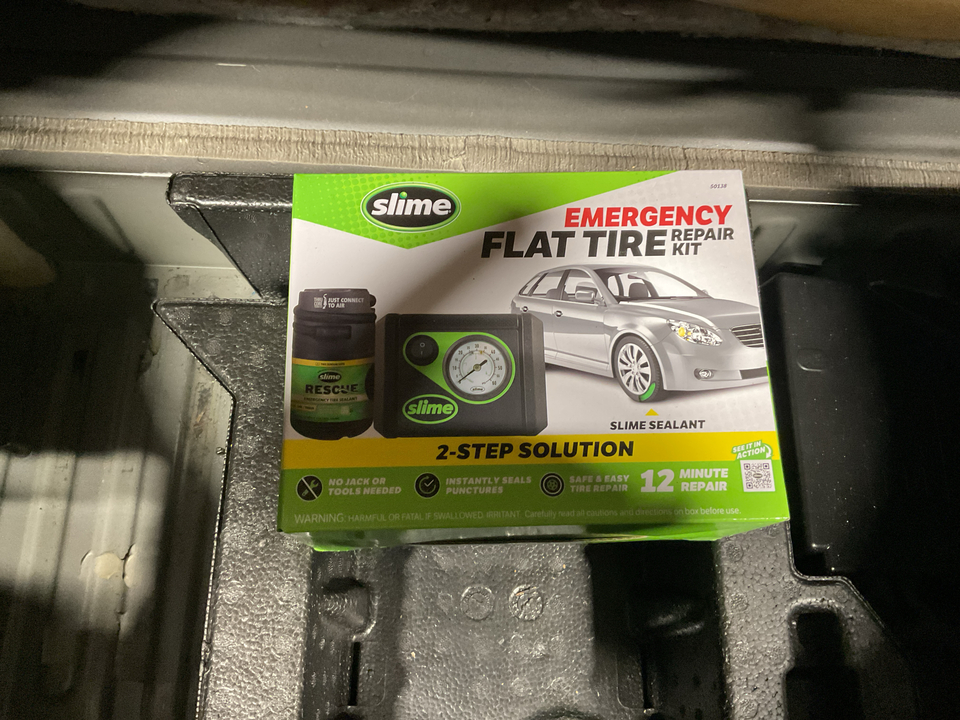 slime
50138
EMERGENCY
FLAT TIRE REPAIR KIT
JUST CONNECT
TO AIR
slime
RESCUE
EMERGENCY TIRE SEALANT
slime
SLIME SEALANT
2-STEP SOLUTION
SEE IT IN
ACTION
NO JACK OR
TOOLS NEEDED
INSTANTLY SEALS
PUNCTURES
SAFE & EASY
TIRE REPAIR
12 MINUTE
REPAIR
WARNING: HARMFUL OR FATAL IF SWALLOWED. IRRITANT. Carefully read all cautions and directions on box before use.